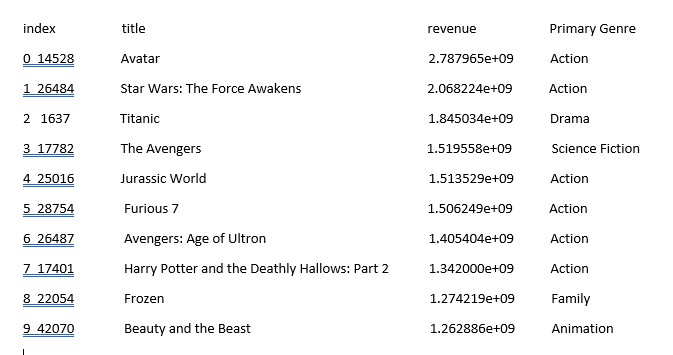 index title revenue Primary Genre
0 14528 Avatar 2.787965e+09 Action
1 26484 Star Wars: The Force Awakens 2.068224e+09 Action
2 1637 Titanic 1.845034e+09 Drama
3 17782 The Avengers 1.519558e+09 Science Fiction
4 25016 Jurassic World 1.513529e+09 Action
5 28754 Furious 7 1.506249e+09 Action
6 26487 Avengers: Age of Ultron 1.405404e+09 Action
7 17401 Harry Potter and the Deathly Hallows: Part 2 1.342000e+09 Action
8 22054 Frozen 1.274219e+09 Family
9 42070 Beauty and the Beast 1.262886e+09 Animation